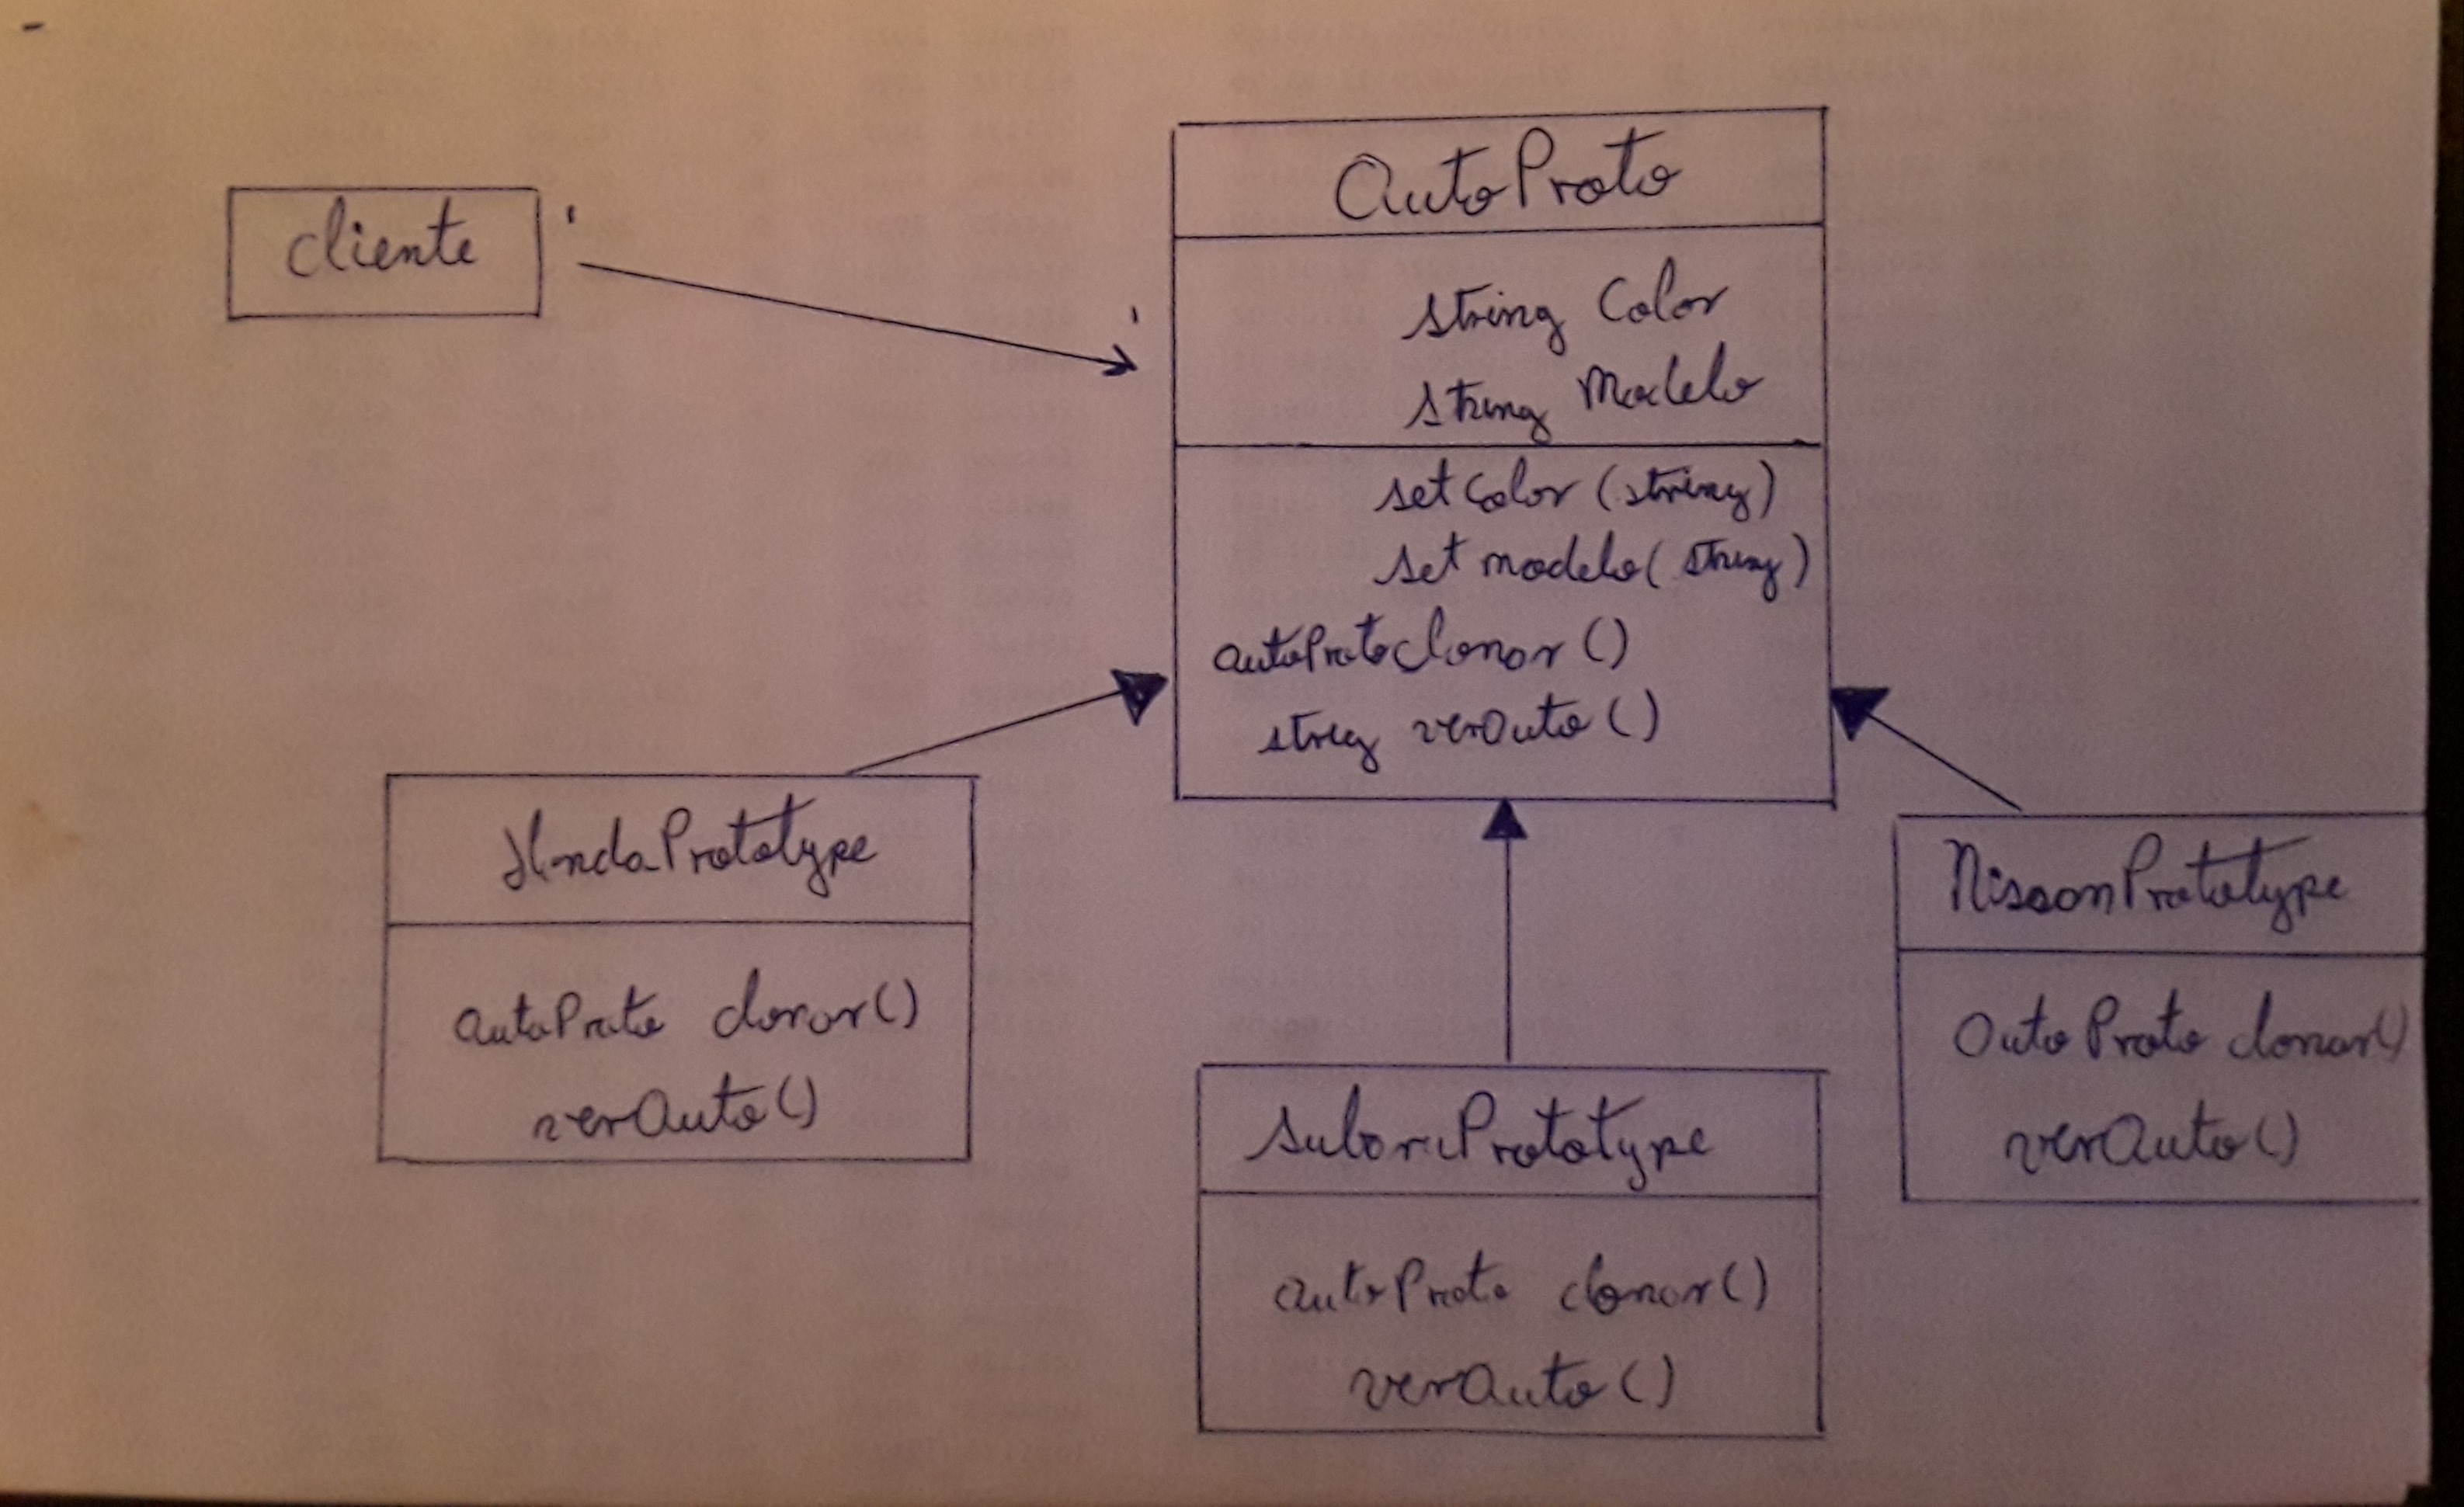 cliente
AutoProto
string Color
string Modelo
setColor (string)
set modelo (string)
autoProto clonar ()
string verAuto ()
HondaPrototype
autoProto clonar()
verAuto()
SubaruPrototype
autoProto clonar()
verAuto()
NissanPrototype
autoProto clonar()
verAuto()